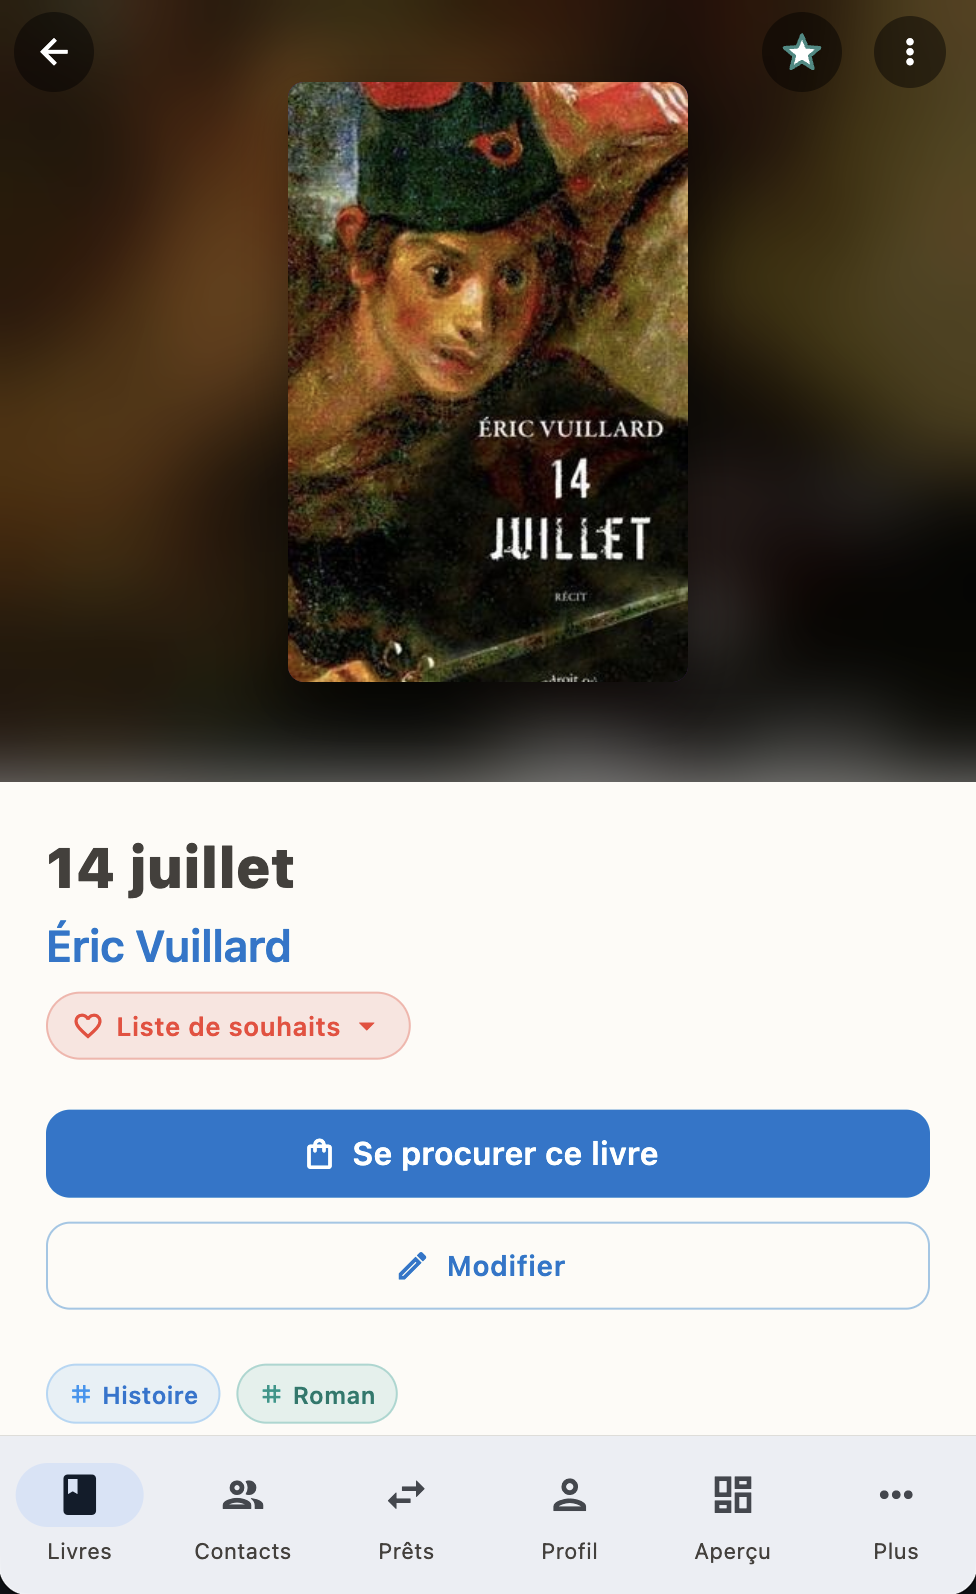 ÉRIC VUILLARD
14
JUILLET
RÉCIT
14 juillet
Éric Vuillard
Liste de souhaits
Se procurer ce livre
Modifier
# Histoire
# Roman
Livres
Contacts
Prêts
Profil
Aperçu
Plus